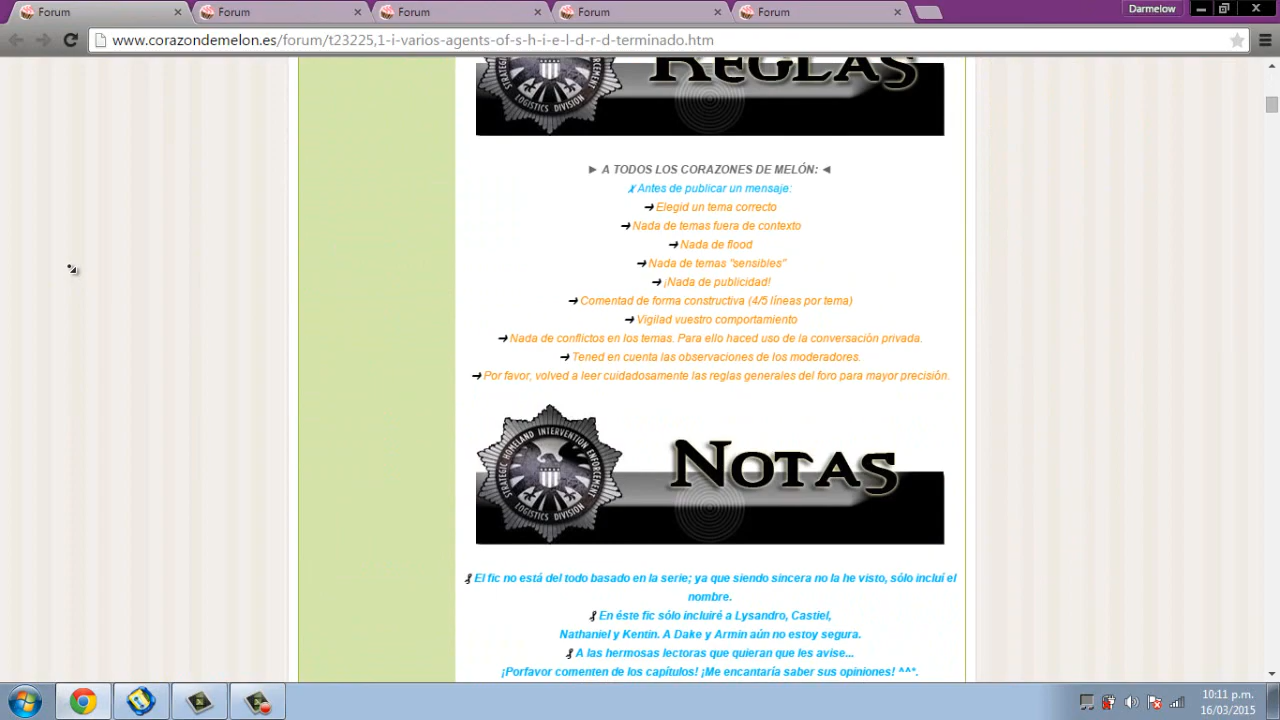 Forum
Forum
Forum
Forum
Forum
Darmelow
www.corazondemelon.es/forum/t23225,1-i-varios-agents-of-s-h-i-e-l-d-r-d-terminado.htm
REGLAS
LOGISTICS DIVISION
► A TODOS LOS CORAZONES DE MELÓN: ◄
✗ Antes de publicar un mensaje:
➞ Elegid un tema correcto
➞ Nada de temas fuera de contexto
➞ Nada de flood
➞ Nada de temas "sensibles"
➞ ¡Nada de publicidad!
➞ Comentad de forma constructiva (4/5 líneas por tema)
➞ Vigilad vuestro comportamiento
➞ Nada de conflictos en los temas. Para ello haced uso de la conversación privada.
➞ Tened en cuenta las observaciones de los moderadores.
➞ Por favor, volved a leer cuidadosamente las reglas generales del foro para mayor precisión.
STRATEGIC HOMELAND INTERVENTION ENFORCEMENT
LOGISTICS DIVISION
NOTAS
El fic no está del todo basado en la serie; ya que siendo sincera no la he visto, sólo incluí el
nombre.
En éste fic sólo incluiré a Lysandro, Castiel,
Nathaniel y Kentin. A Dake y Armin aún no estoy segura.
A las hermosas lectoras que quieran que les avise...
¡Porfavor comenten de los capítulos! ¡Me encantaría saber sus opiniones! ^^*.
10:11 p.m.
16/03/2015